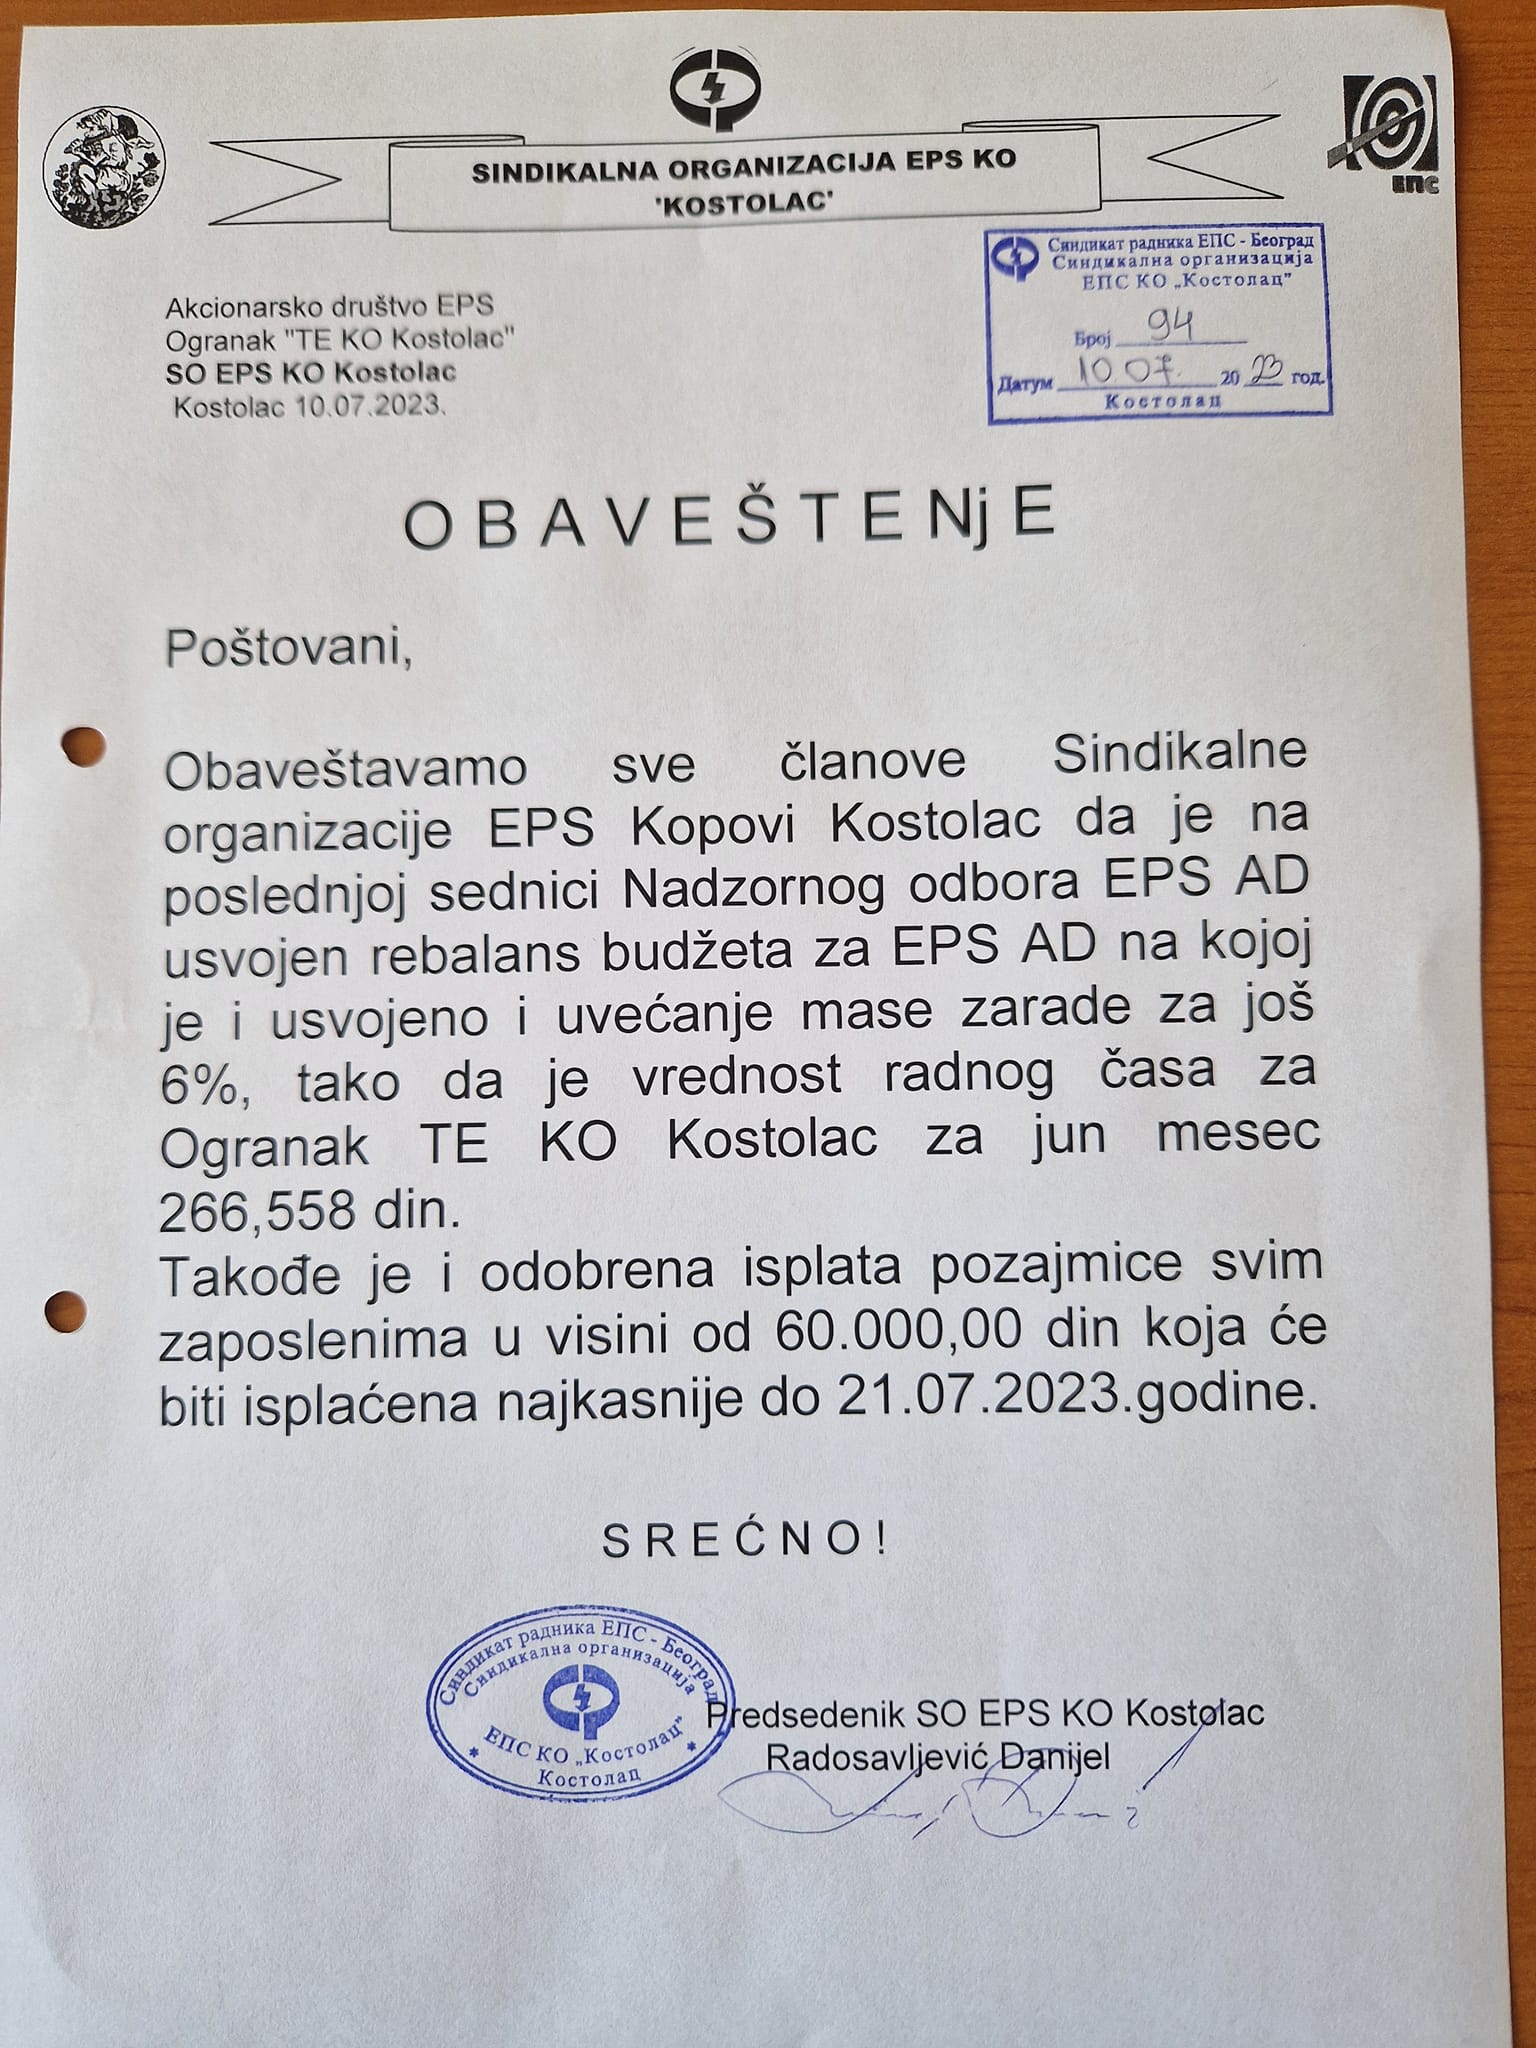 SINDIKALNA ORGANIZACIJA EPS KO
'KOSTOLAC'
ЕПС
Синдикат радника ЕПС - Београд
Синдикална организација
ЕПС КО „Костолац"
Број 94
Датум 10.07. 2023 год.
Костолац
Akcionarsko društvo EPS
Ogranak "TE KO Kostolac"
SO EPS KO Kostolac
Kostolac 10.07.2023.
O B A V E Š T E Nj E
Poštovani,
Obaveštavamo sve članove Sindikalne
organizacije EPS Kopovi Kostolac da je na
poslednjoj sednici Nadzornog odbora EPS AD
usvojen rebalans budžeta za EPS AD na kojoj
je i usvojeno i uvećanje mase zarade za još
6%, tako da je vrednost radnog časa za
Ogranak TE KO Kostolac za jun mesec
266,558 din.
Takođe je i odobrena isplata pozajmice svim
zaposlenima u visini od 60.000,00 din koja će
biti isplaćena najkasnije do 21.07.2023.godine.
S R E Ć N O !
Синдикат радника ЕПС - Београд
Синдикална организација
ЕПС КО „Костолац"
Костолац
Predsedenik SO EPS KO Kostolac
Radosavljević Danijel